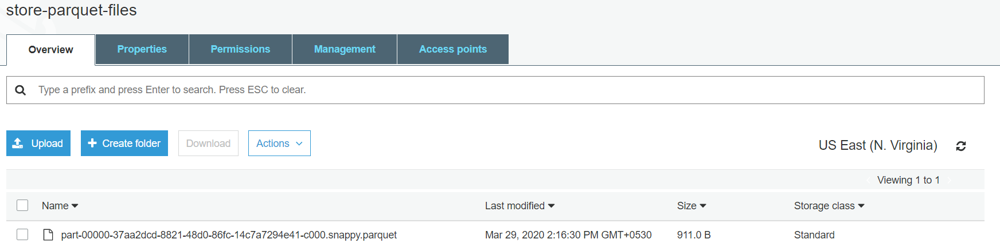 store-parquet-files
Overview Properties Permissions Management Access points
Type a prefix and press Enter to search. Press ESC to clear.
Upload Create folder Download Actions US East (N. Virginia)
Viewing 1 to 1
Name Last modified Size Storage class
part-00000-37aa2dcd-8821-48d0-86fc-14c7a7294e41-c000.snappy.parquet Mar 29, 2020 2:16:30 PM GMT+0530 911.0 B Standard